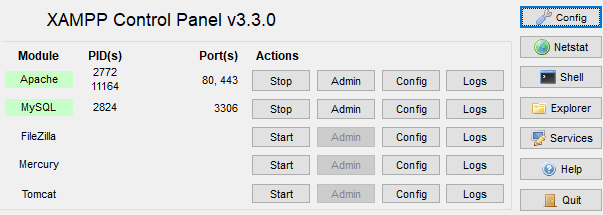 XAMPP Control Panel v3.3.0
Config
Module PID(s) Port(s) Actions
Netstat
Apache 2772 11164 80, 443 Stop Admin Config Logs
Shell
MySQL 2824 3306 Stop Admin Config Logs
Explorer
FileZilla Start Admin Config Logs
Services
Mercury Start Admin Config Logs
Help
Tomcat Start Admin Config Logs
Quit